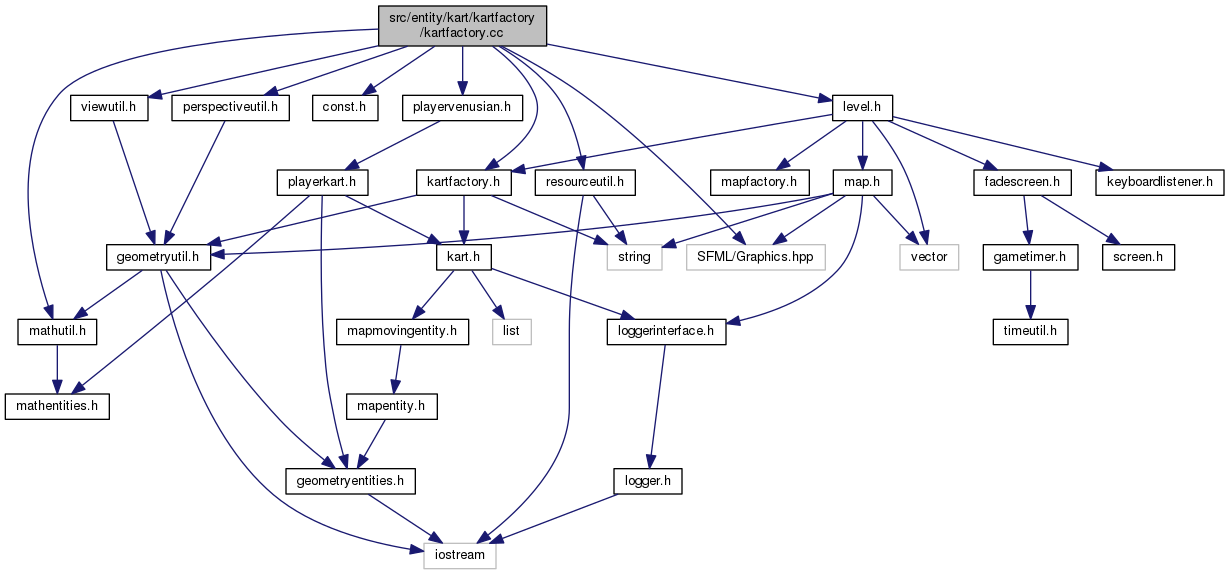 src/entity/kart/kartfactory
/kartfactory.cc
viewutil.h
perspectiveutil.h
const.h
playervenusian.h
level.h
playerkart.h
kartfactory.h
resourceutil.h
mapfactory.h
map.h
fadescreen.h
keyboardlistener.h
geometryutil.h
kart.h
string
SFML/Graphics.hpp
vector
gametimer.h
screen.h
mathutil.h
mapmovingentity.h
list
loggerinterface.h
timeutil.h
mathentities.h
mapentity.h
geometryentities.h
logger.h
iostream